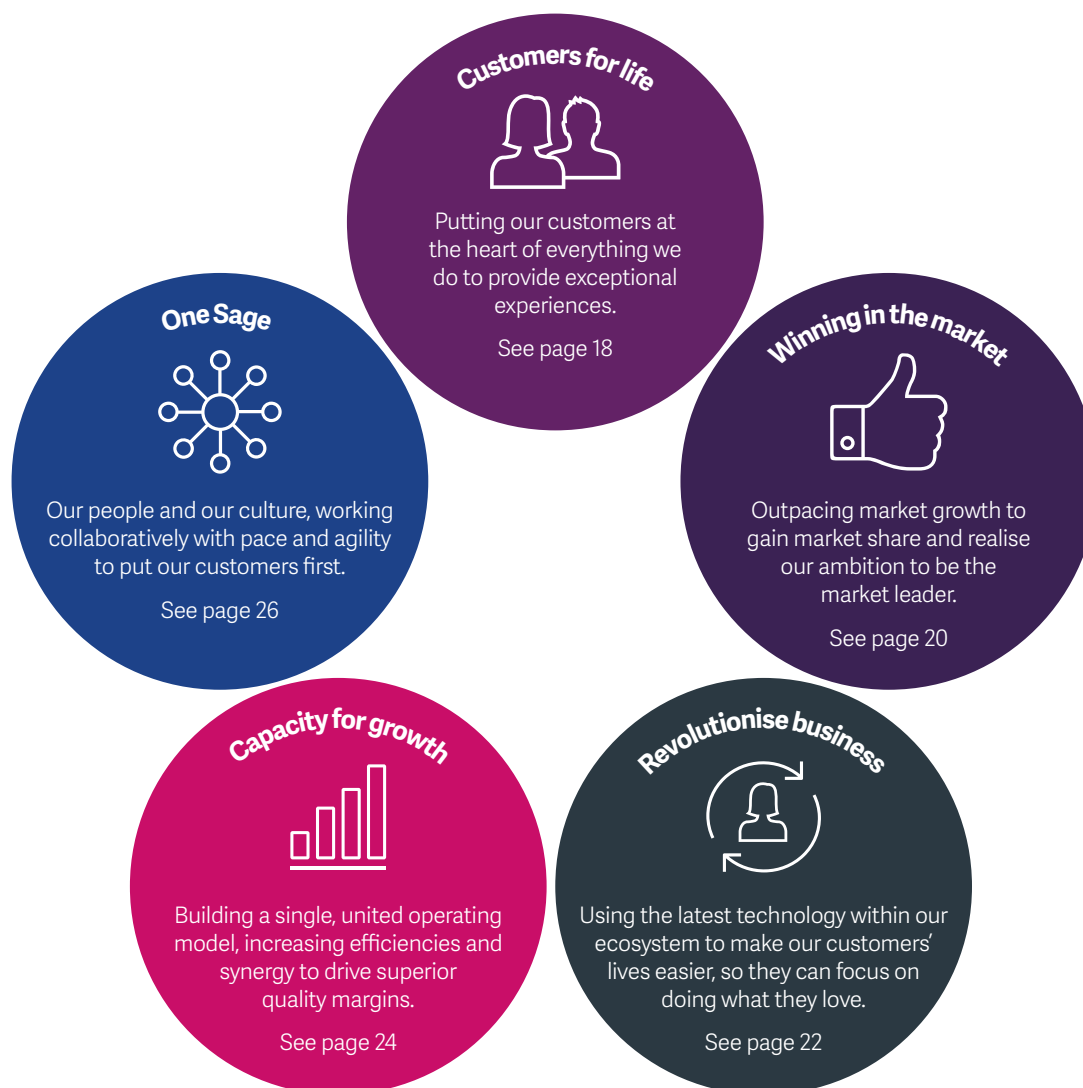 Customers for life
Putting our customers at
the heart of everything we
do to provide exceptional
experiences.
See page 18
One Sage
Our people and our culture, working
collaboratively with pace and agility
to put our customers first.
See page 26
Winning in the market
Outpacing market growth to
gain market share and realise
our ambition to be the
market leader.
See page 20
Capacity for growth
Building a single, united operating
model, increasing efficiencies and
synergy to drive superior
quality margins.
See page 24
Revolutionise business
Using the latest technology within our
ecosystem to make our customers’
lives easier, so they can focus on
doing what they love.
See page 22